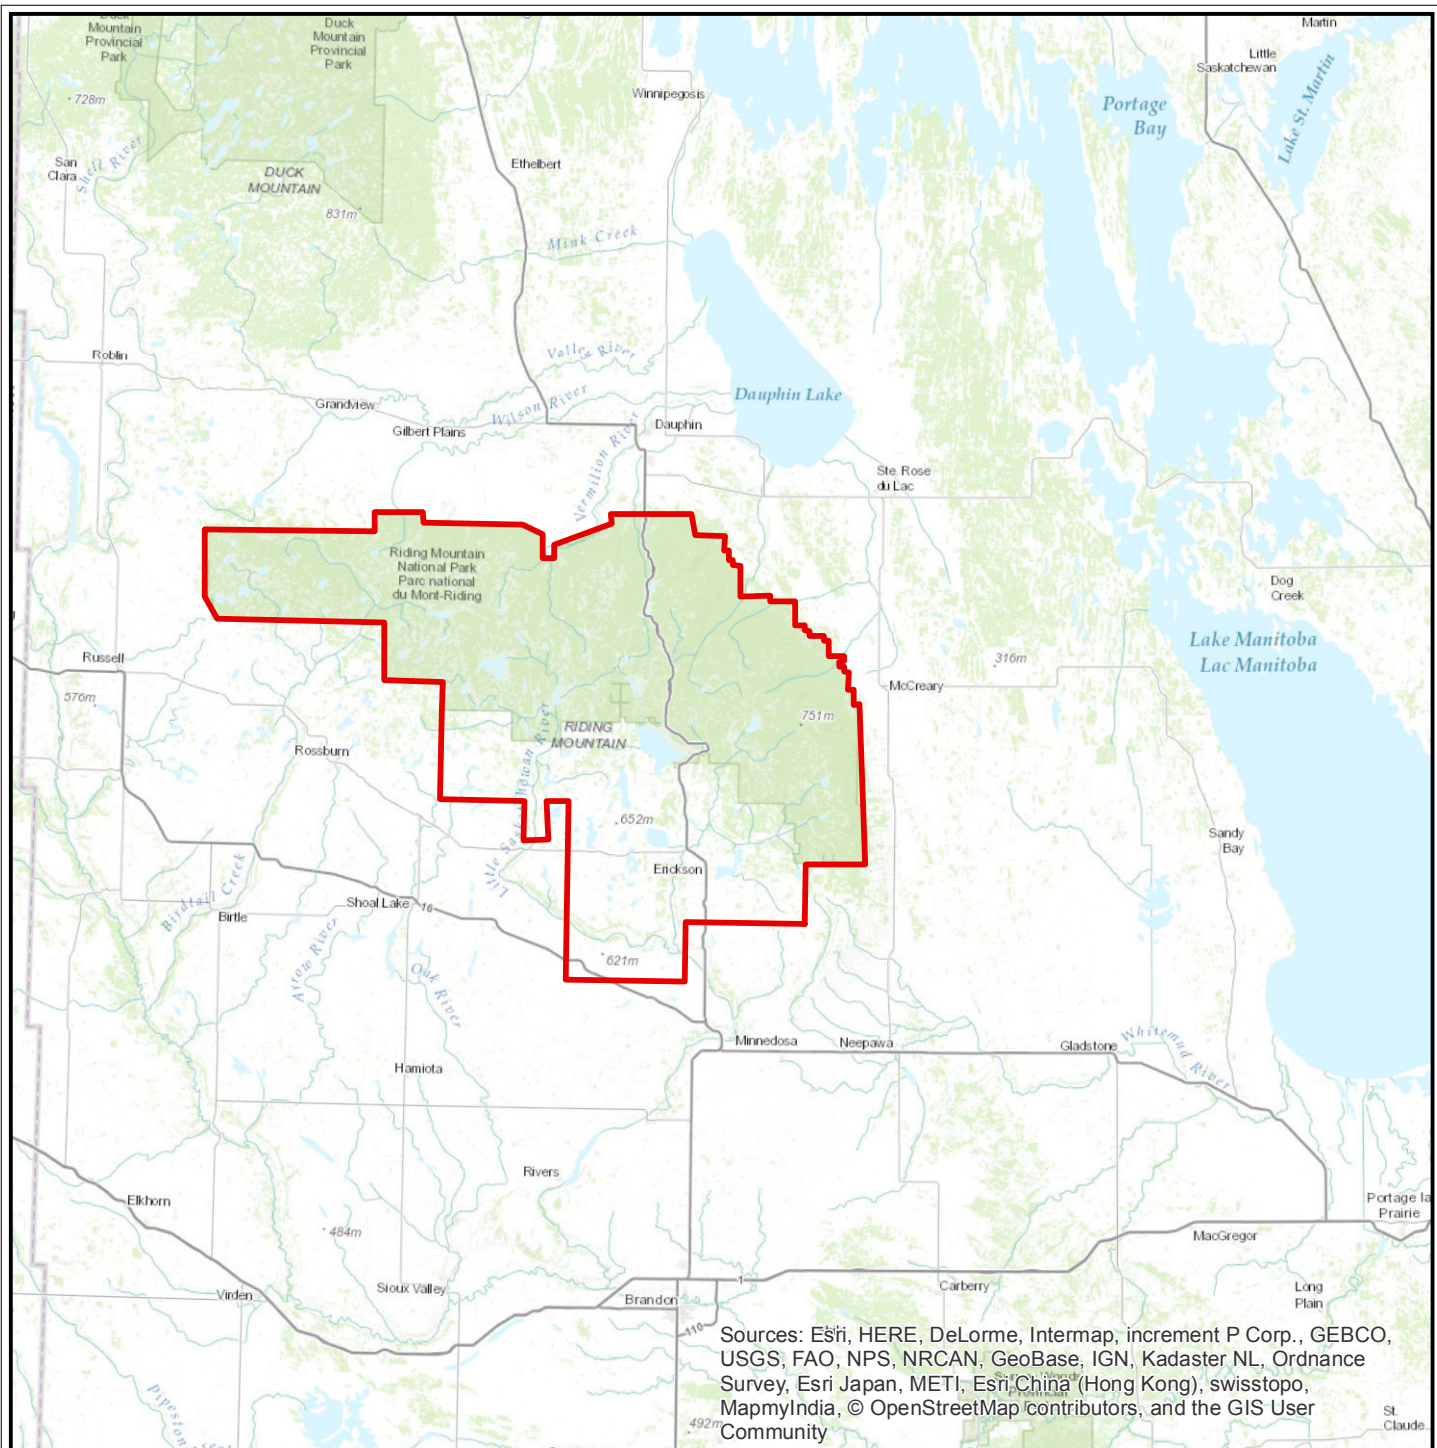 Duck
Mountain
Provincial
Park
Duck
Mountain
Provincial
Park
Martin
Little
Saskatchewan
Lake St. Martin
Winnipegosis
Portage
Bay
728m
San
Clara
Shell River
Ethelbert
DUCK
MOUNTAIN
831m
Mink Creek
Roblin
Valley River
Dauphin Lake
Grandview
Wilson River
Gilbert Plains
Dauphin
Vermilion River
Ste. Rose
du Lac
Riding Mountain
National Park
Parc national
du Mont-Riding
Dog
Creek
Lake Manitoba
Lac Manitoba
Russell
316m
576m
McCreary
751m
RIDING
MOUNTAIN
Rossburn
Little Saskatchewan River
652m
Sandy
Bay
Erickson
Birdtail Creek
Shoal Lake
16
Birtle
Arrow River
Oak River
621m
Minnedosa
Neepawa
Gladstone
Whitemud River
Hamiota
Rivers
Elkhorn
Portage la
Prairie
484m
MacGregor
Sioux Valley
1
Carberry
Long
Plain
Virden
Brandon
110
Sources: Esri, HERE, DeLorme, Intermap, increment P Corp., GEBCO,
USGS, FAO, NPS, NRCAN, GeoBase, IGN, Kadaster NL, Ordnance
Survey, Esri Japan, METI, Esri China (Hong Kong), swisstopo,
MapmyIndia, © OpenStreetMap contributors, and the GIS User
Community
Provincial
492m
St.
Claude